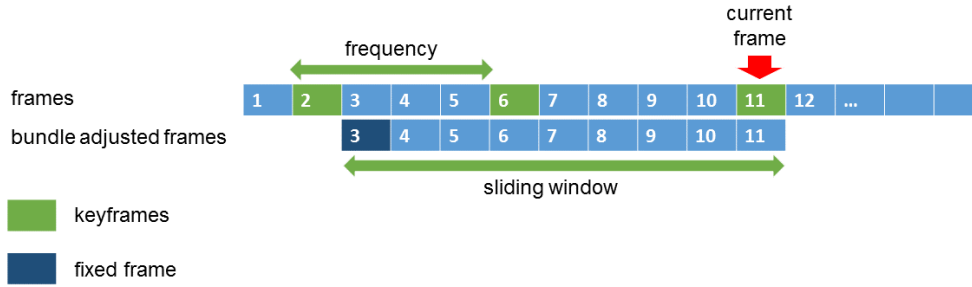 current
frame
frequency
frames 1 2 3 4 5 6 7 8 9 10 11 12 ...
bundle adjusted frames 3 4 5 6 7 8 9 10 11
sliding window
keyframes
fixed frame